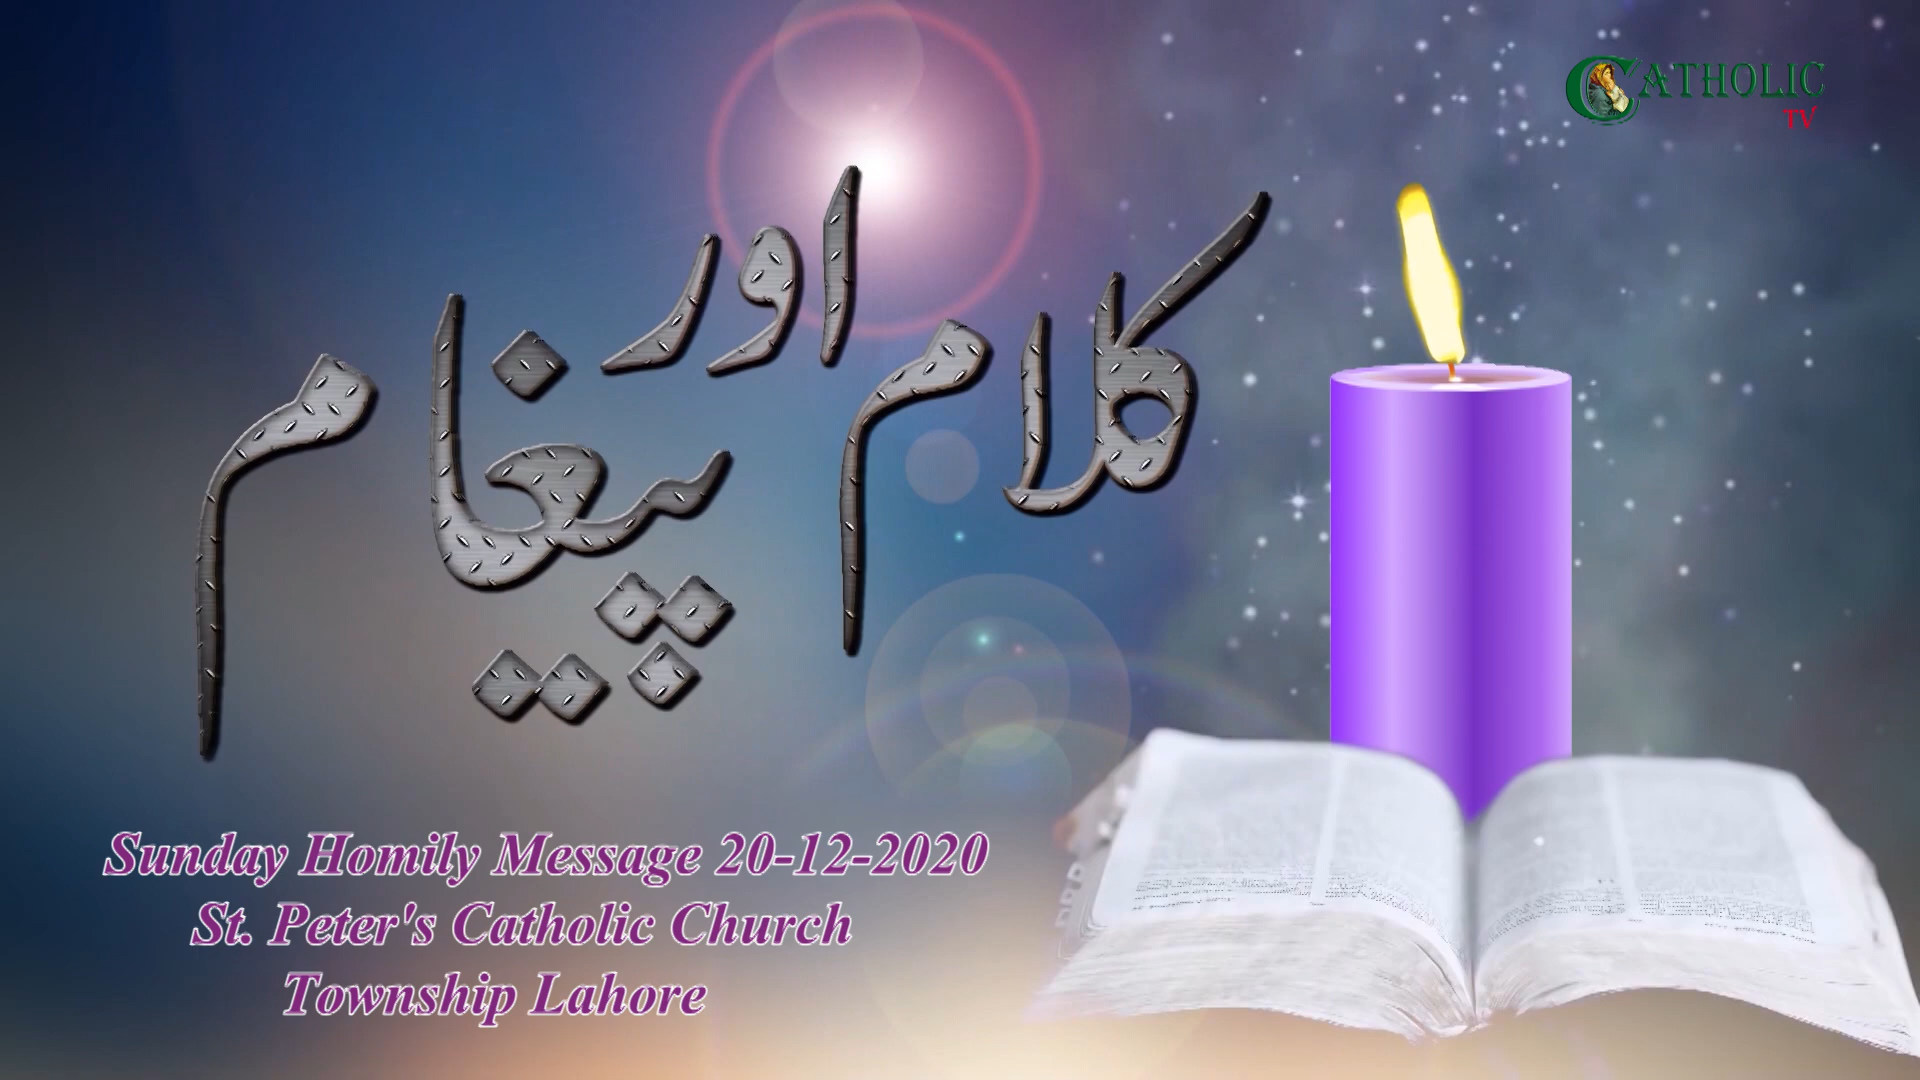 CATHOLIC
TV
کلام اور پیغام
Sunday Homily Message 20-12-2020
St. Peter's Catholic Church
Township Lahore